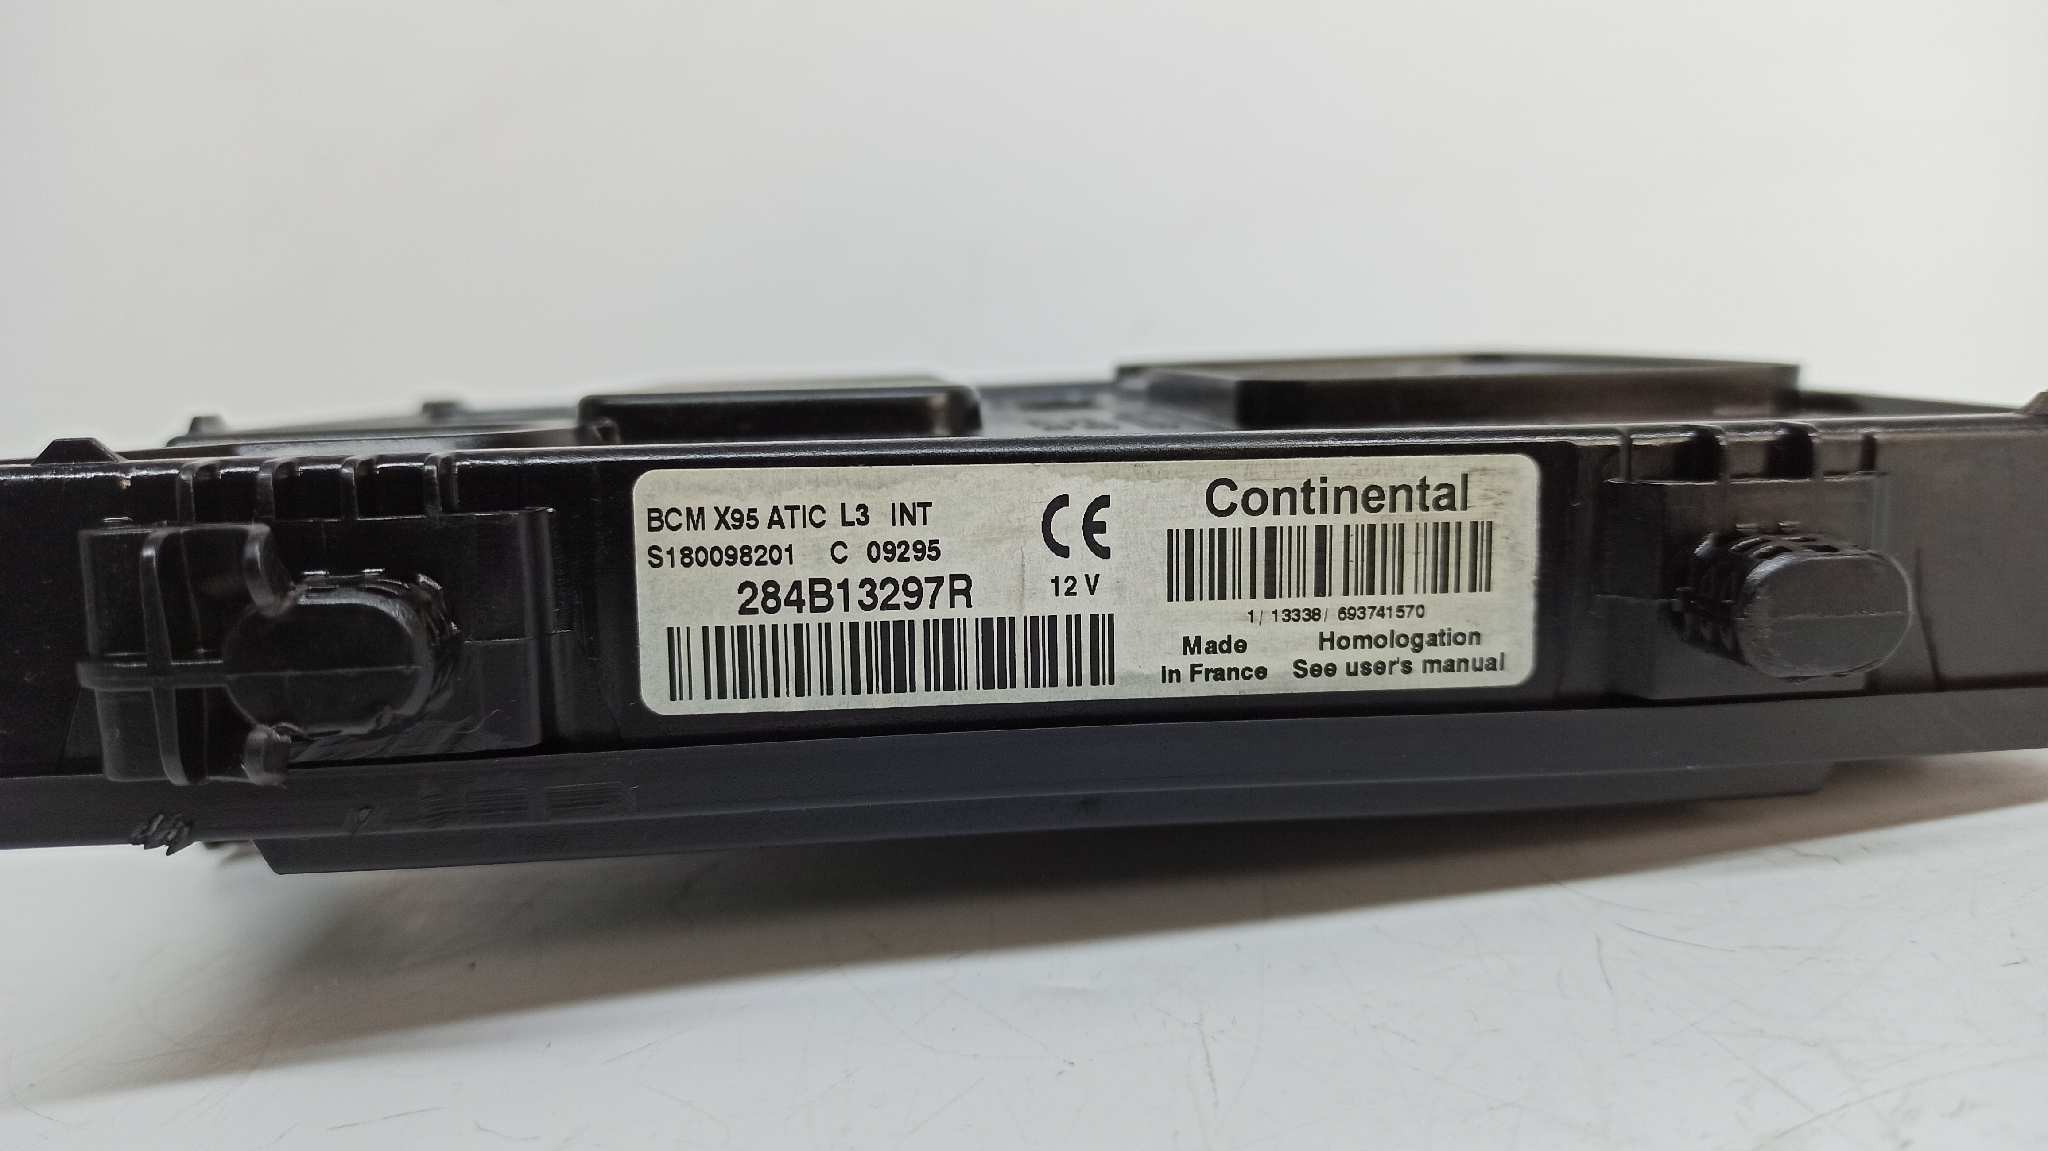 BCM X95 ATIC L3 INT
S180098201 C 09295
284B13297R
CE
12 V
Continental
1/ 13338/ 693741570
Made
in France
Homologation
See user's manual